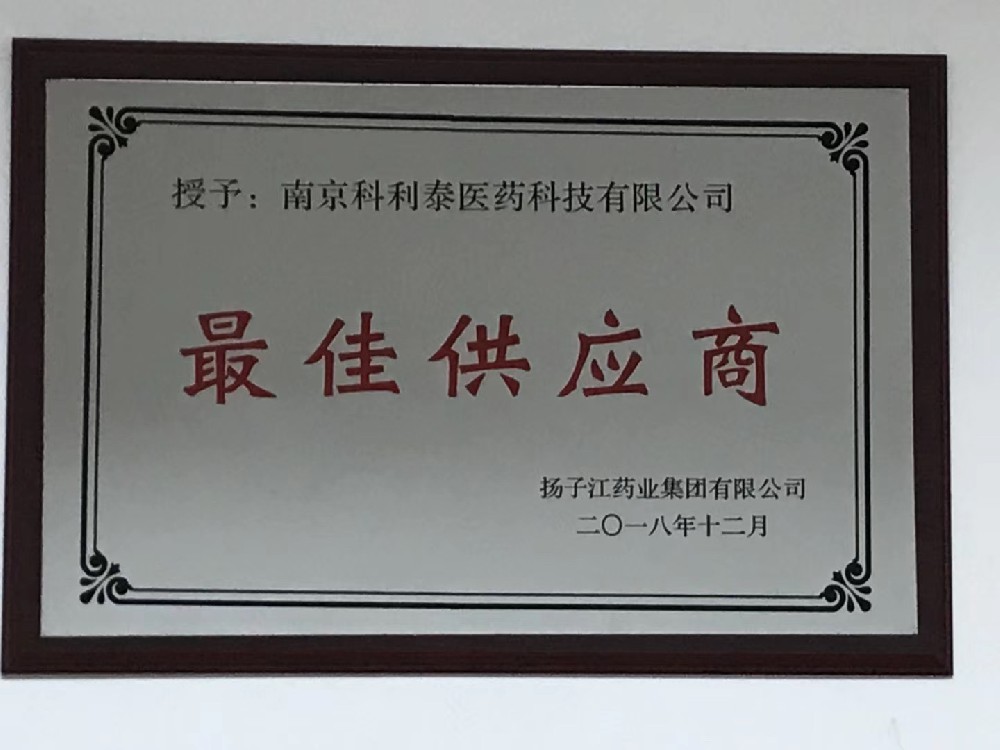 授予：南京科利泰医药科技有限公司
最佳供应商
扬子江药业集团有限公司
二〇一八年十二月